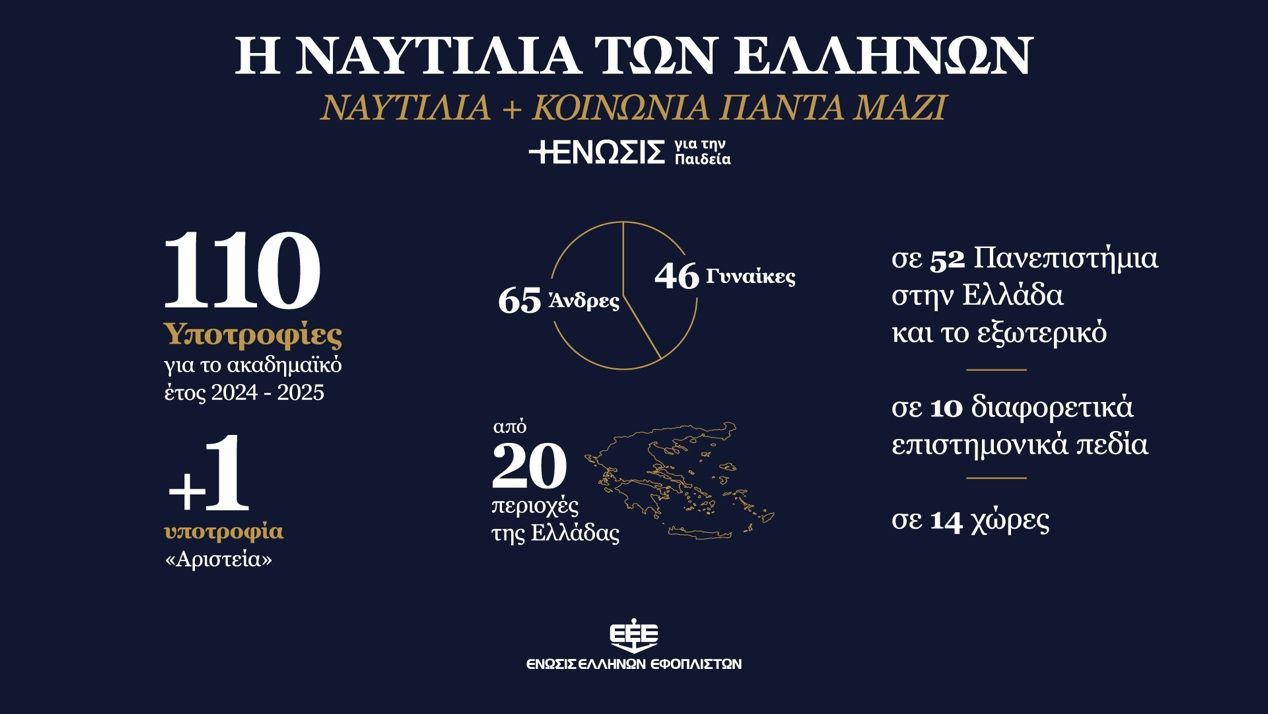 Η ΝΑΥΤΙΛΙΑ ΤΩΝ ΕΛΛΗΝΩΝ
ΝΑΥΤΙΛΙΑ + ΚΟΙΝΩΝΙΑ ΠΑΝΤΑ ΜΑΖΙ
ΕΝΩΣΙΣ για την
Παιδεία
110
Υποτροφίες
για το ακαδημαϊκό
έτος 2024 - 2025
+1
υποτροφία
«Αριστεία»
65 Άνδρες
46 Γυναίκες
από
20
περιοχές
της Ελλάδας
σε 52 Πανεπιστήμια
στην Ελλάδα
και το εξωτερικό
σε 10 διαφορετικά
επιστημονικά πεδία
σε 14 χώρες
ΕΕΕ
ΕΝΩΣΙΣ ΕΛΛΗΝΩΝ ΕΦΟΠΛΙΣΤΩΝ